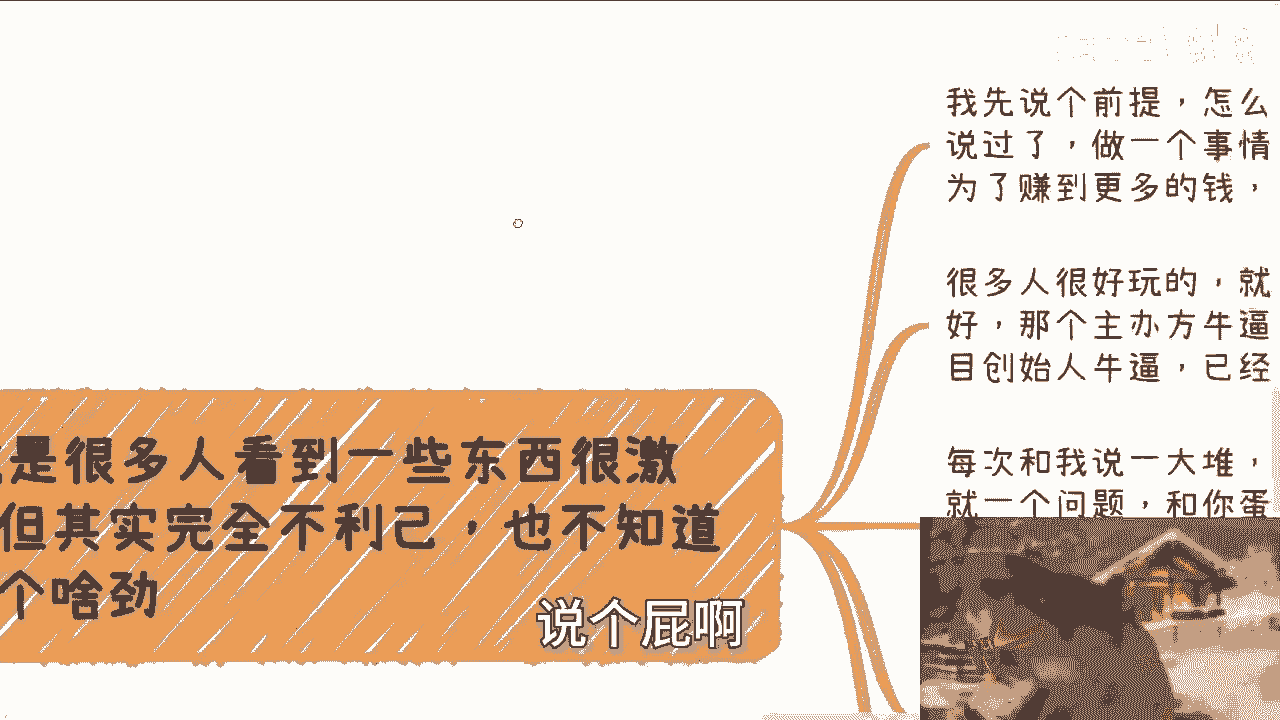 我先说个前提，怎么
说过了，做一个事情
为了赚到更多的钱，
很多人很好玩的，就
好，那个主办方牛逼
目创始人牛逼，已经
每次和我说一大堆，
就一个问题，和你蛋
是很多人看到一些东西很激
但其实完全不利己，也不知道
个啥劲
说个屁啊